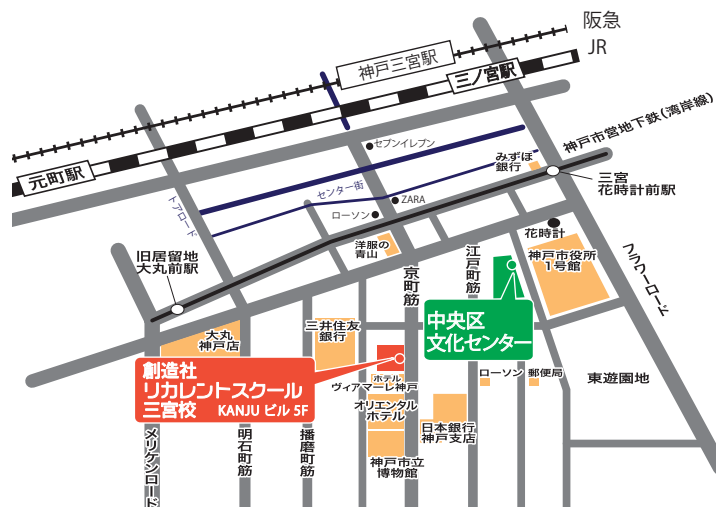 阪急
JR
神戸三宮駅
三ノ宮駅
元町駅
神戸市営地下鉄(湾岸線)
セブンイレブン
みずほ
銀行
センター街
トアロード
ZARA
ローソン
三宮
花時計前駅
花時計
洋服の
青山
旧居留地
大丸前駅
京町筋
江戸町筋
神戸市役所
1号館
フラワーロード
大丸
神戸店
三井住友
銀行
中央区
文化センター
創造社
リカレントスクール
三宮校 KANJU ビル 5F
ホテル
ヴィアマーレ神戸
オリエンタル
ホテル
ローソン
郵便局
東遊園地
日本銀行
神戸支店
神戸市立
博物館
メリケンロード
明石町筋
播磨町筋